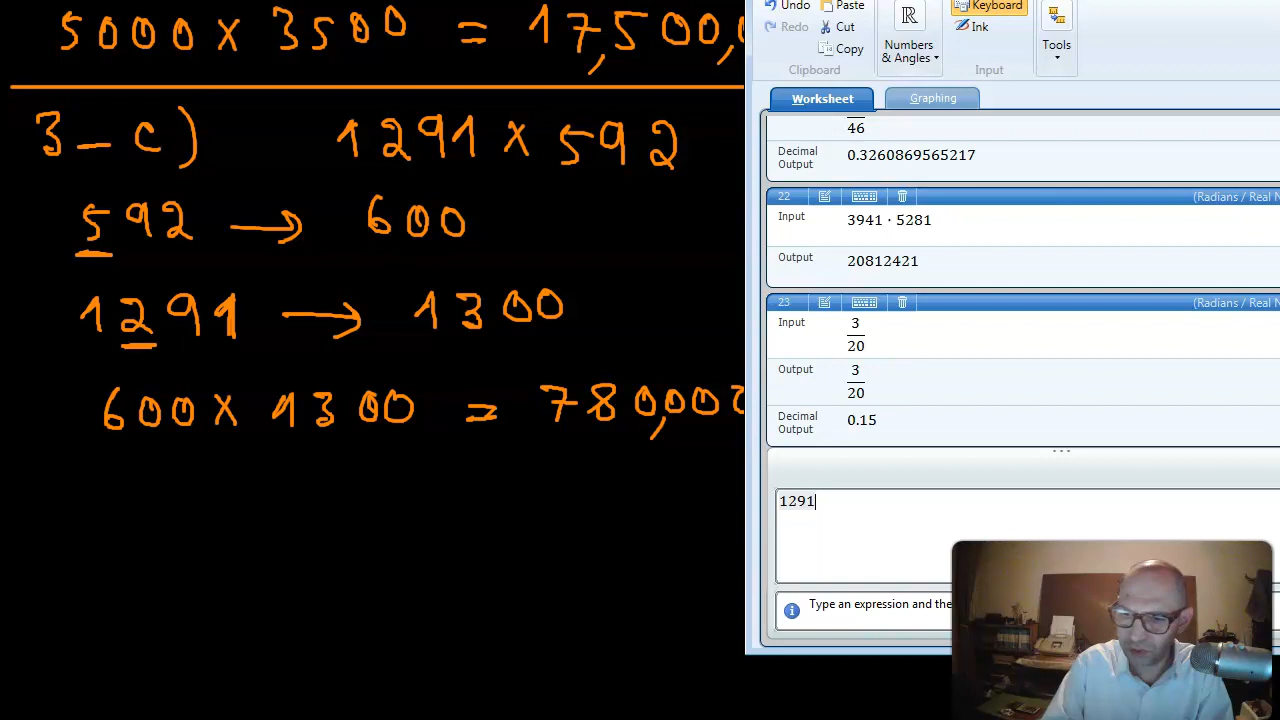 5000 x 3500 = 17,500,0
3-c) 1291 x 592
592 → 600
1291 → 1300
600 x 1300 = 780,000
Undo
Redo
Paste
Cut
Copy
Clipboard
ℝ
Numbers
& Angles
Keyboard
Ink
Input
Tools
Worksheet
Graphing
46
Decimal
Output
0.3260869565217
22
(Radians / Real N
Input
3941 · 5281
Output
20812421
23
(Radians / Real N
Input
3
20
Output
3
20
Decimal
Output
0.15
1291
Type an expression and the